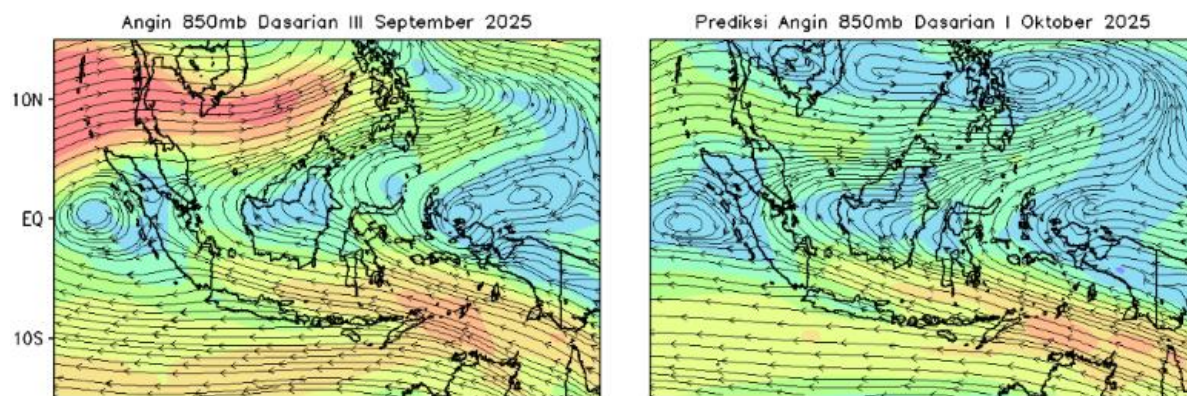 Angin 850mb Dasarian III September 2025
Prediksi Angin 850mb Dasarian I Oktober 2025
10N
EQ
10S